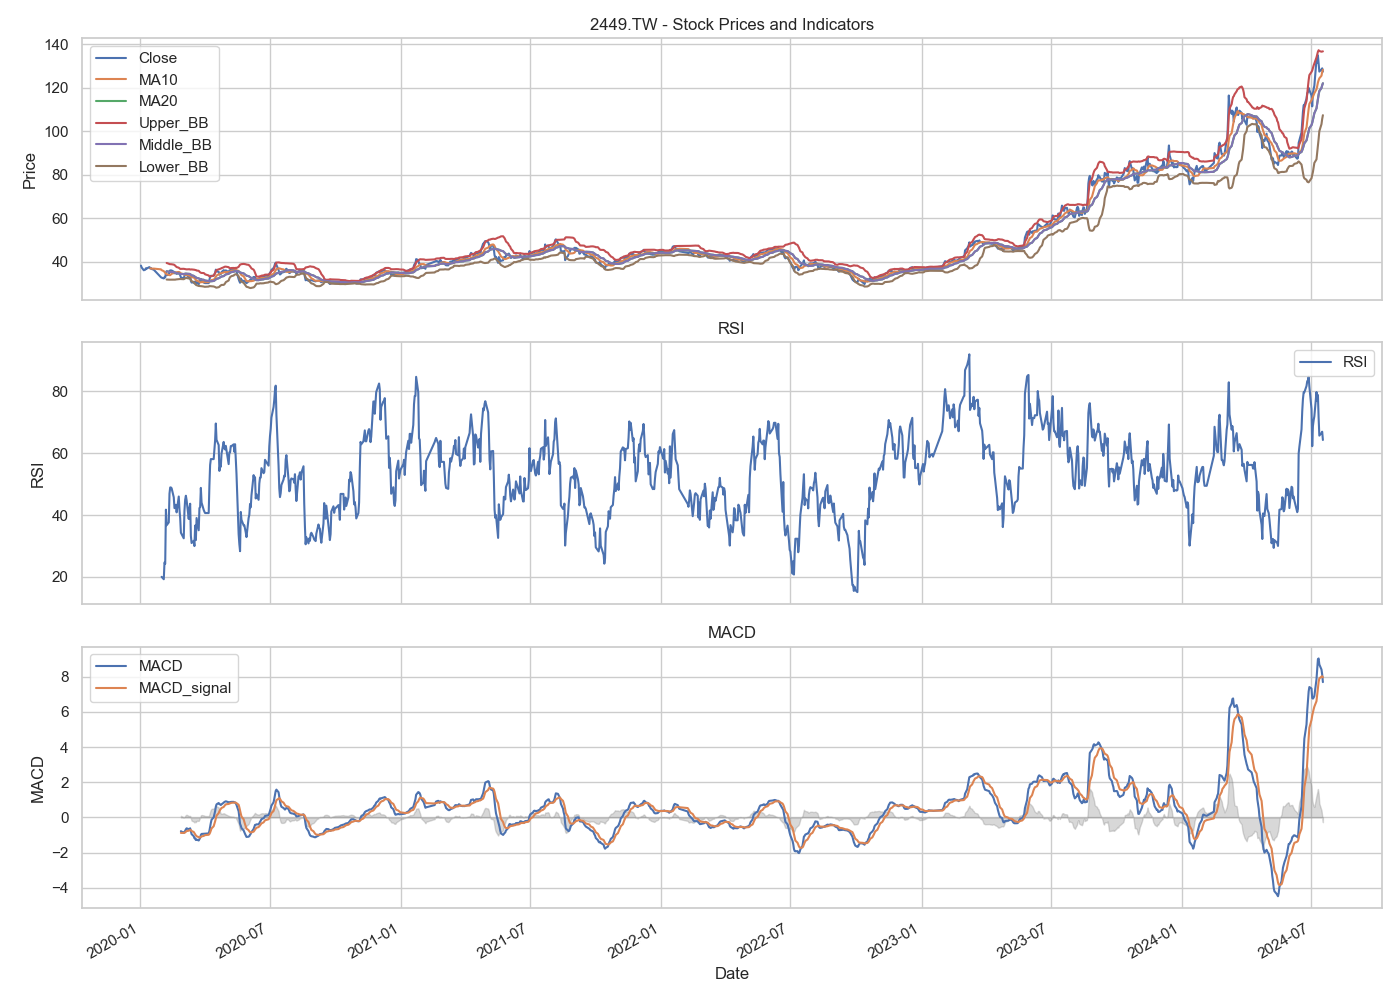 2449.TW - Stock Prices and Indicators
140
120
100
80
60
40
Price
Close
MA10
MA20
Upper_BB
Middle_BB
Lower_BB
RSI
80
60
40
20
RSI
RSI
MACD
8
6
4
2
0
−2
−4
MACD
MACD
MACD_signal
2020-01
2020-07
2021-01
2021-07
2022-01
2022-07
2023-01
2023-07
2024-01
2024-07
Date